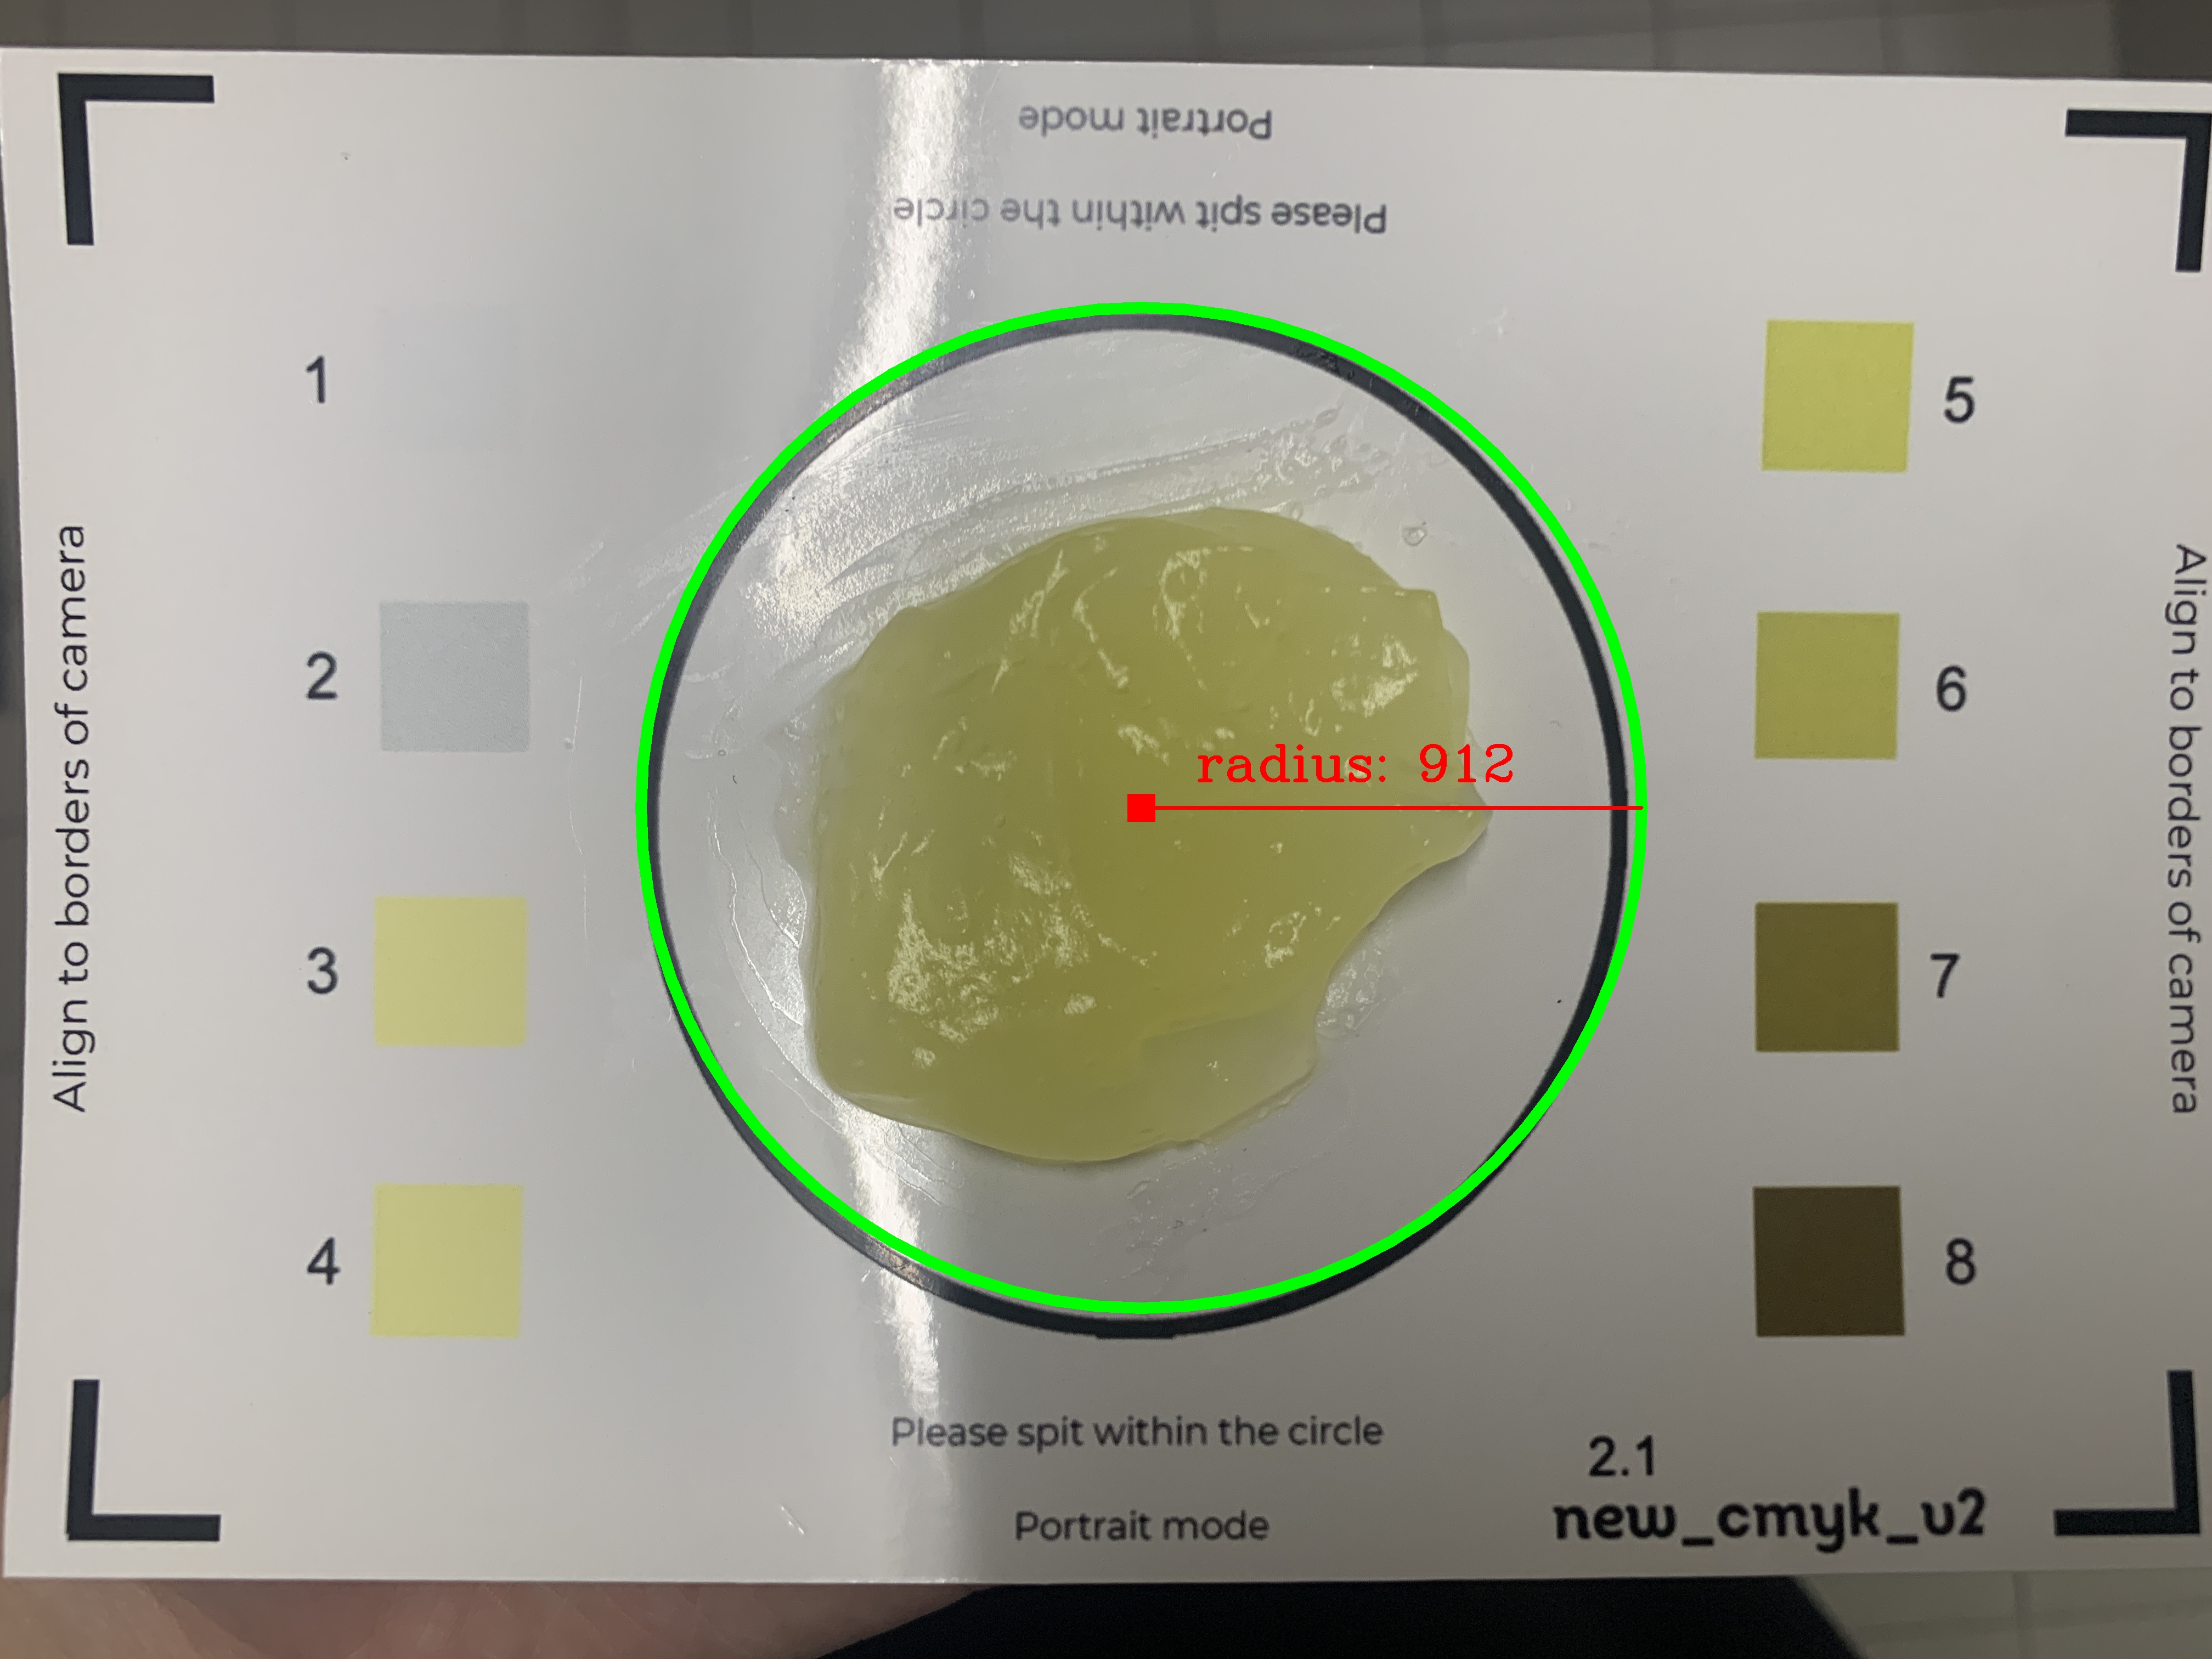 Portrait mode
Please spit within the circle
1
2
3
4
5
6
7
8
Align to borders of camera
Align to borders of camera
radius: 912
Please spit within the circle
Portrait mode
2.1
new_cmyk_v2